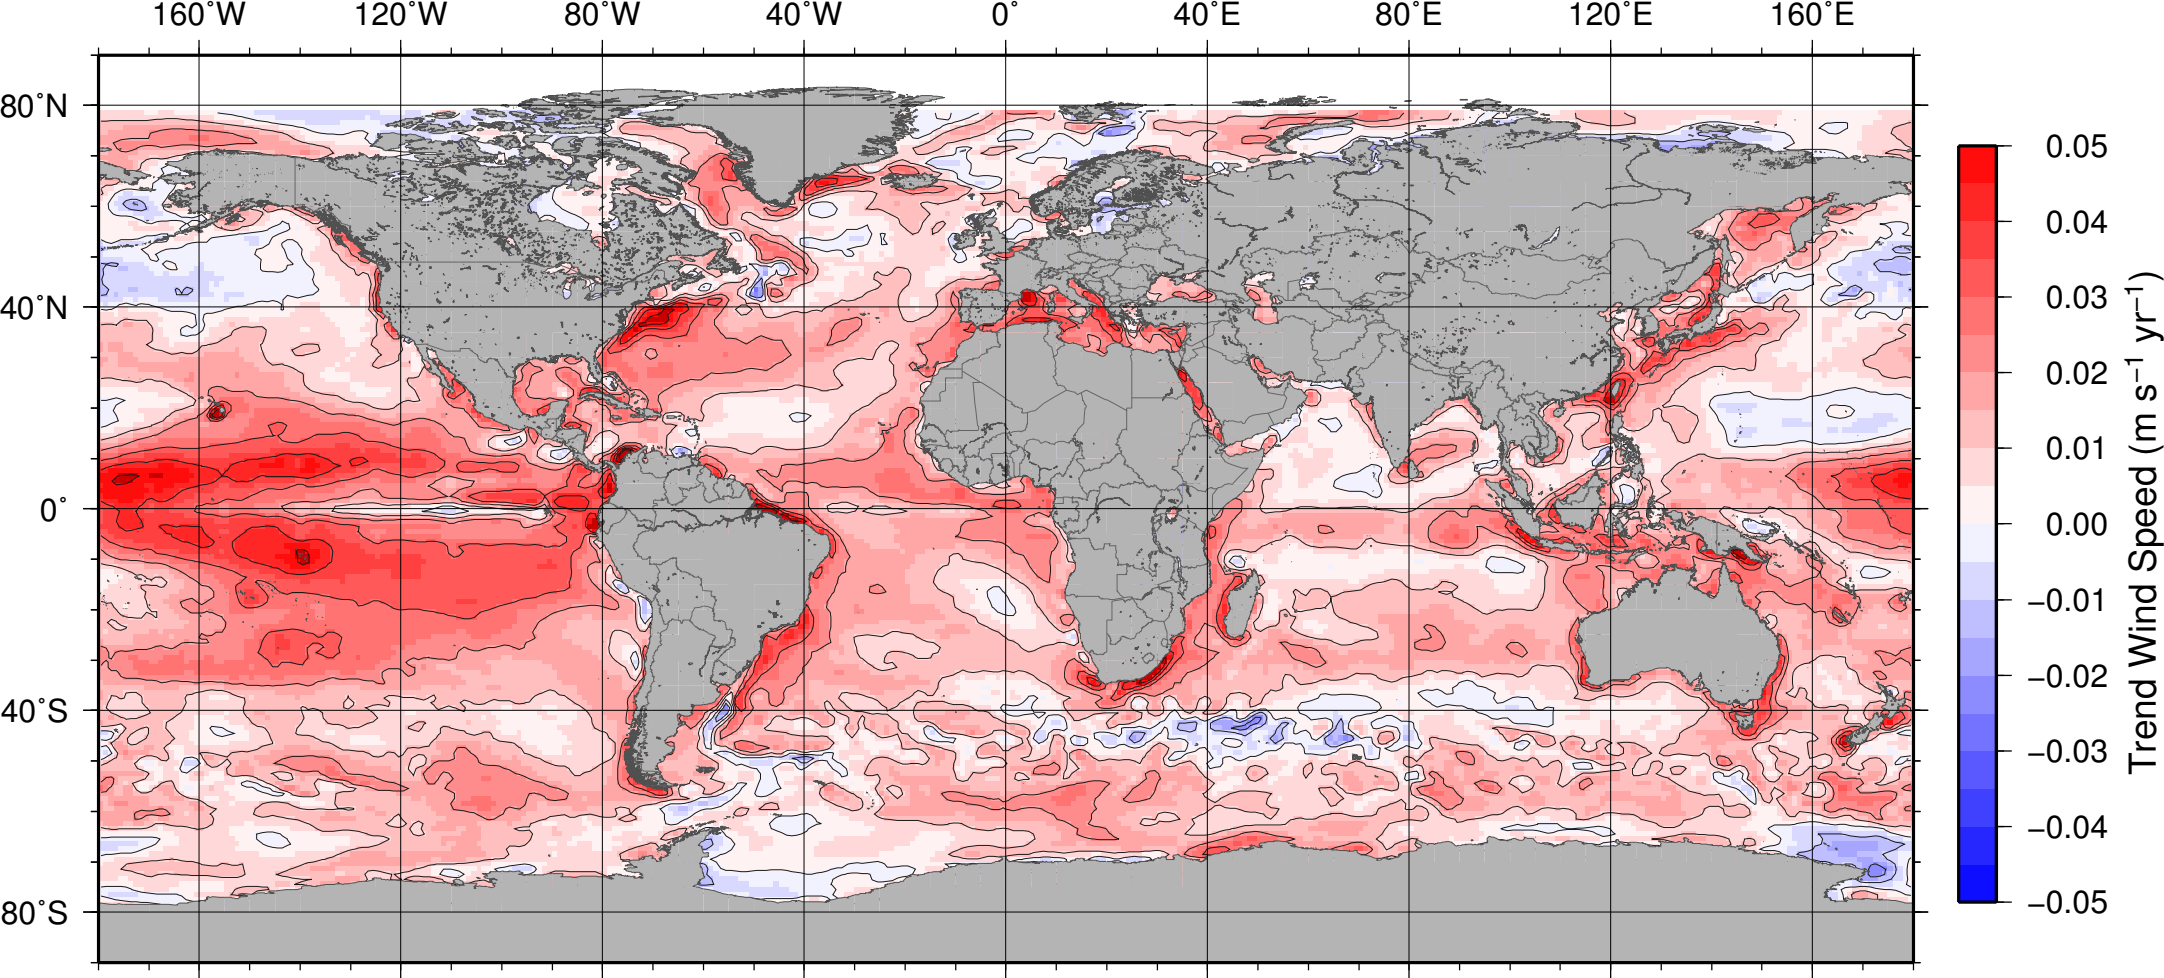 160˚W 120˚W 80˚W 40˚W 0˚ 40˚E 80˚E 120˚E 160˚E
80˚N
40˚N
0˚
40˚S
80˚S
0.05
0.04
0.03
0.02
0.01
0.00
−0.01
−0.02
−0.03
−0.04
−0.05
Trend Wind Speed (m s⁻¹ yr⁻¹)